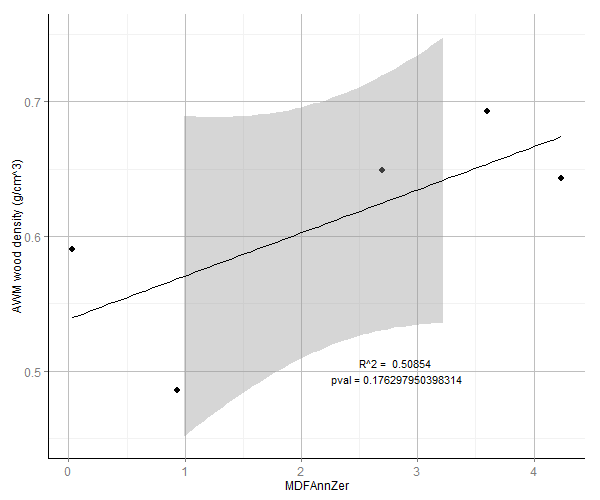 AWM wood density (g/cm^3)
0.7
0.6
0.5
R^2 = 0.50854
pval = 0.176297950398314
0 1 2 3 4
MDFAnnZer